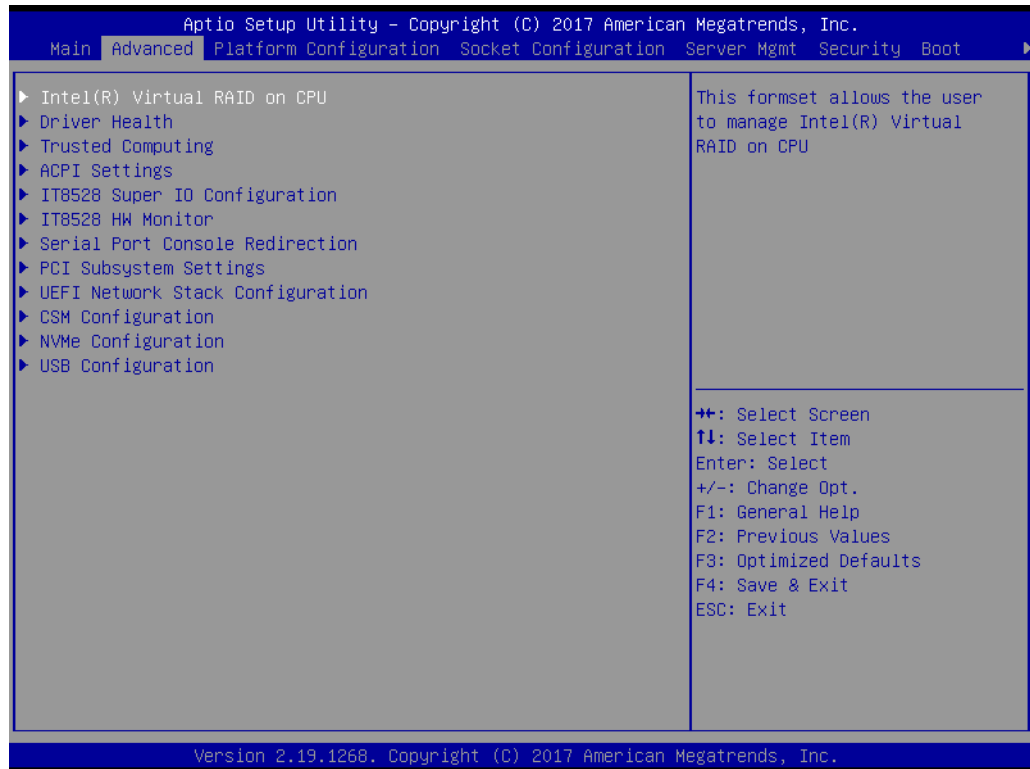 Aptio Setup Utility – Copyright (C) 2017 American Megatrends, Inc.
Main Advanced Platform Configuration Socket Configuration Server Mgmt Security Boot
Intel(R) Virtual RAID on CPU
Driver Health
Trusted Computing
ACPI Settings
IT8528 Super IO Configuration
IT8528 HW Monitor
Serial Port Console Redirection
PCI Subsystem Settings
UEFI Network Stack Configuration
CSM Configuration
NVMe Configuration
USB Configuration
This formset allows the user
to manage Intel(R) Virtual
RAID on CPU
→←: Select Screen
↑↓: Select Item
Enter: Select
+/-: Change Opt.
F1: General Help
F2: Previous Values
F3: Optimized Defaults
F4: Save & Exit
ESC: Exit
Version 2.19.1268. Copyright (C) 2017 American Megatrends, Inc.